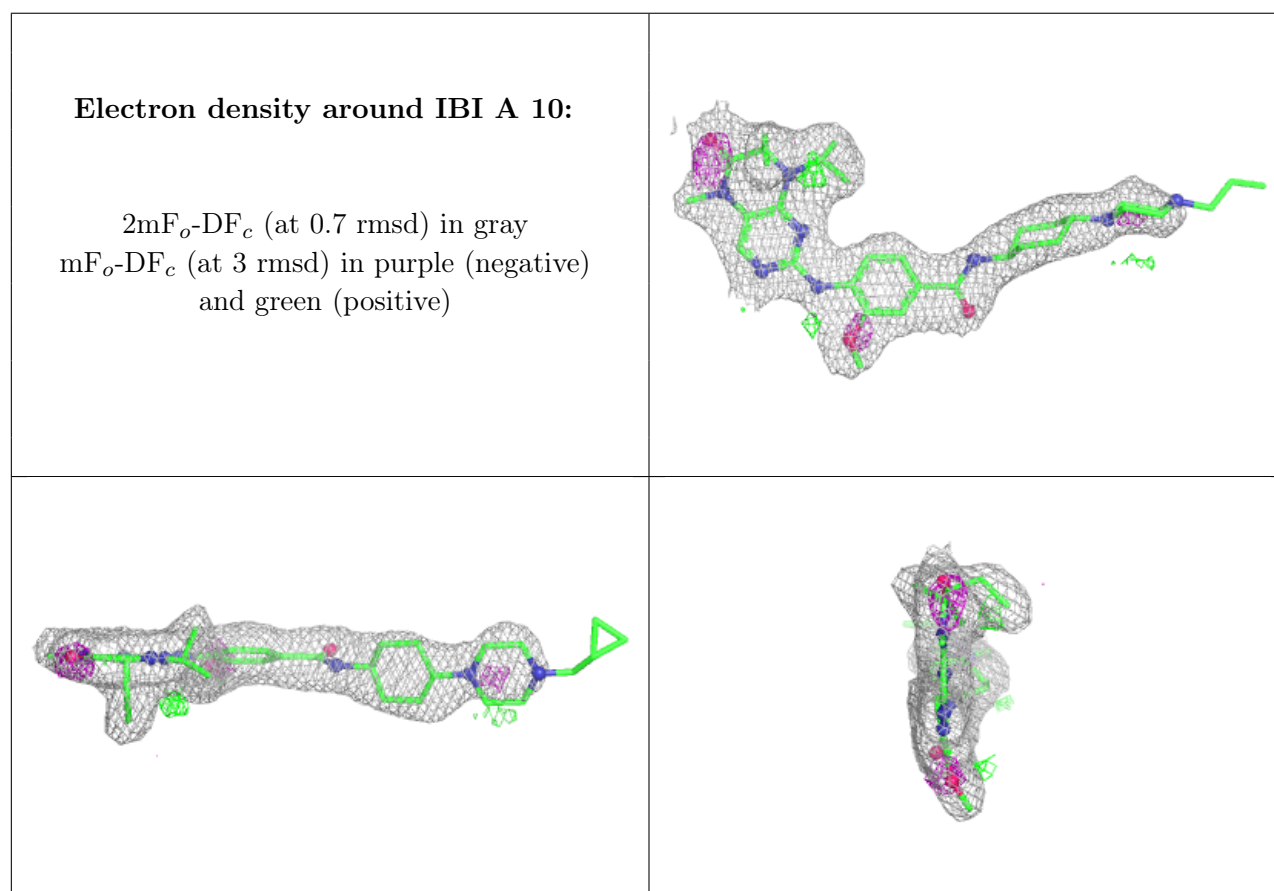 Electron density around IBI A 10:
2mFo-DFc (at 0.7 rmsd) in gray
mFo-DFc (at 3 rmsd) in purple (negative)
and green (positive)